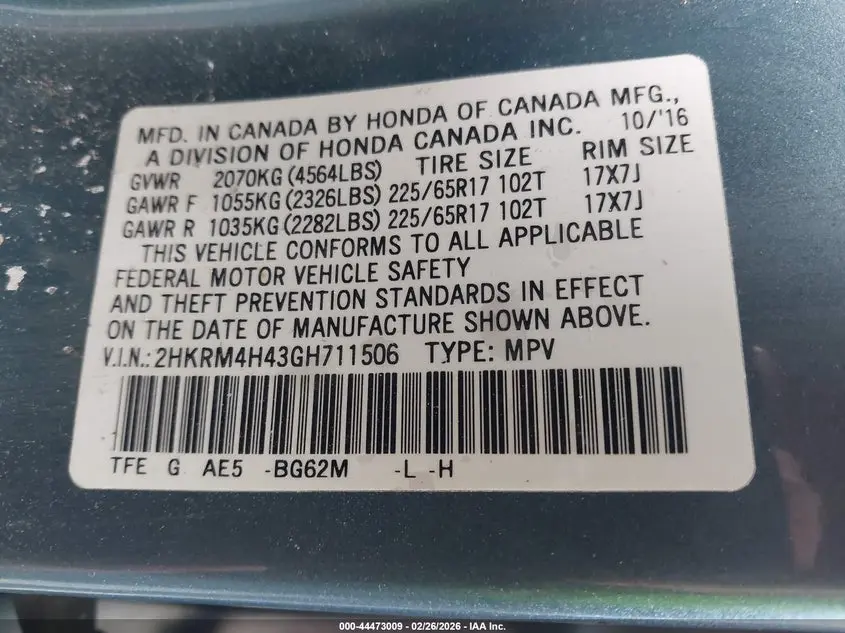 MFD. IN CANADA BY HONDA OF CANADA MFG.,
A DIVISION OF HONDA CANADA INC. 10/'16
GVWR 2070KG (4564LBS) TIRE SIZE RIM SIZE
GAWR F 1055KG (2326LBS) 225/65R17 102T 17X7J
GAWR R 1035KG (2282LBS) 225/65R17 102T 17X7J
THIS VEHICLE CONFORMS TO ALL APPLICABLE
FEDERAL MOTOR VEHICLE SAFETY
AND THEFT PREVENTION STANDARDS IN EFFECT
ON THE DATE OF MANUFACTURE SHOWN ABOVE.
V.I.N.: 2HKRM4H43GH711506 TYPE: MPV
TFE G AE5 -BG62M -L -H
000-44473009 - 02/26/2026 - IAA Inc.